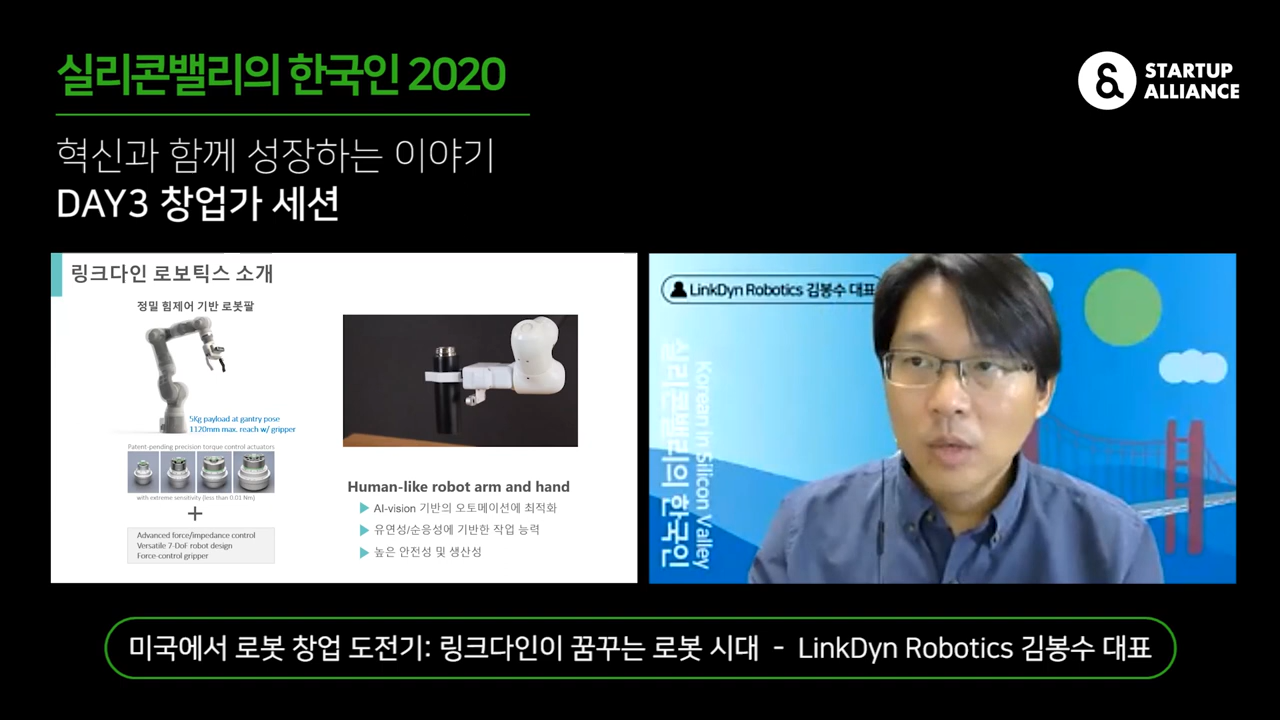 실리콘밸리의 한국인 2020
STARTUP
ALLIANCE
혁신과 함께 성장하는 이야기
DAY3 창업가 세션
링크다인 로보틱스 소개
정밀 힘제어 기반 로봇팔
5Kg payload at gantry pose
1120mm max. reach w/ gripper
Patent-pending precision torque control actuators
with extreme sensitivity (less than 0.01 Nm)
+
Advanced force/impedance control
Versatile 7-DoF robot design
Force-control gripper
Human-like robot arm and hand
AI-vision 기반의 오토메이션에 최적화
유연성/순응성에 기반한 작업 능력
높은 안전성 및 생산성
LinkDyn Robotics 김봉수 대표
Korean in Silicon Valley
실리콘밸리의 한국인
미국에서 로봇 창업 도전기: 링크다인이 꿈꾸는 로봇 시대 - LinkDyn Robotics 김봉수 대표